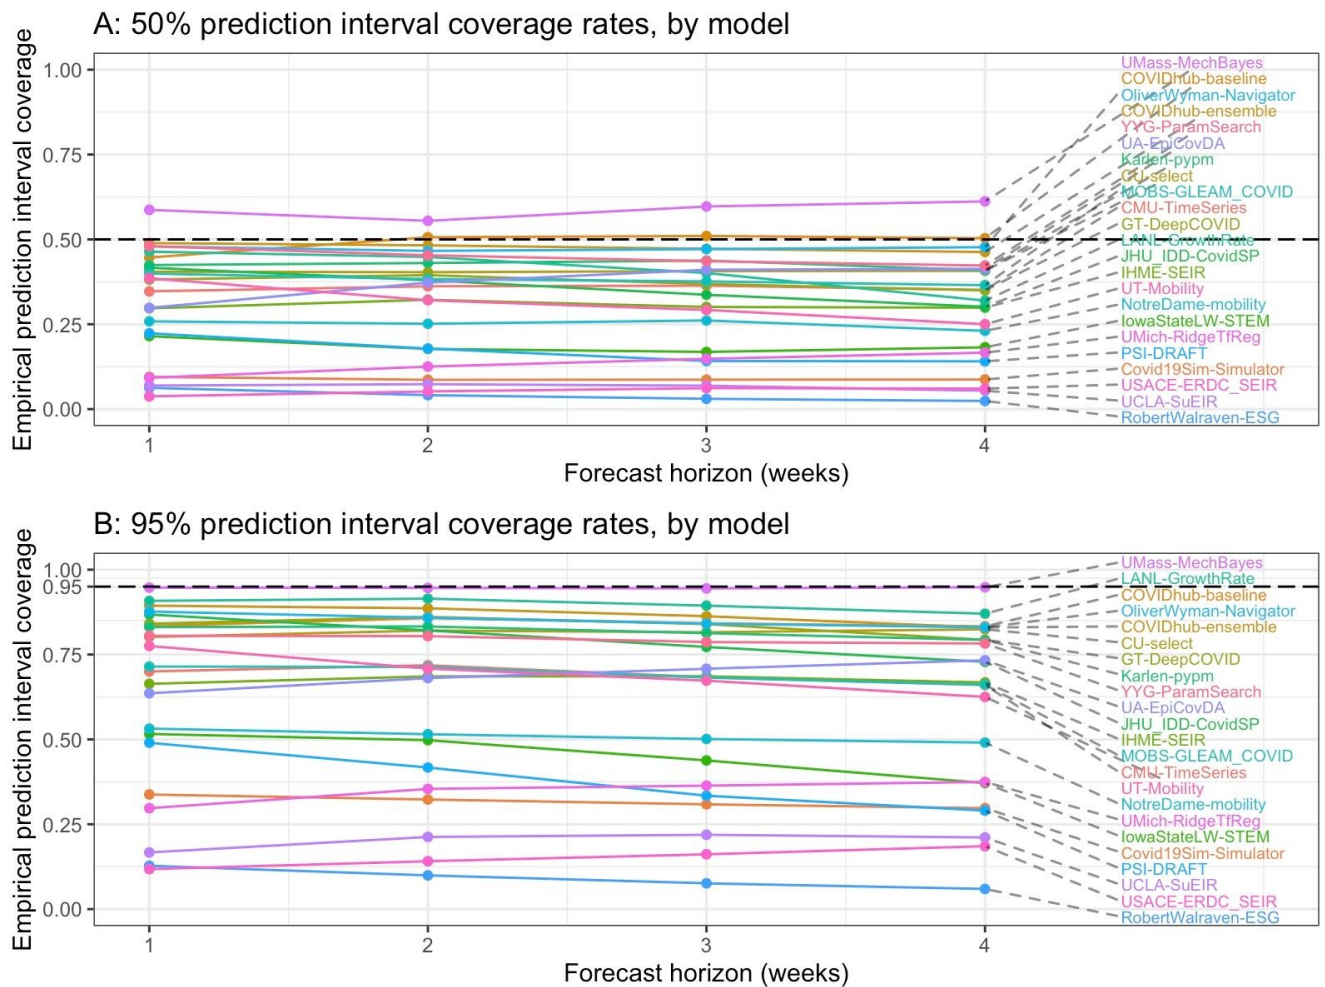 A: 50% prediction interval coverage rates, by model
Empirical prediction interval coverage
1.00
0.75
0.50
0.25
0.00
1
2
3
4
Forecast horizon (weeks)
UMass-MechBayes
COVIDhub-baseline
OliverWyman-Navigator
COVIDhub-ensemble
YYG-ParamSearch
UA-EpiCovDA
Karlen-pypm
CU-select
MOBS-GLEAM_COVID
CMU-TimeSeries
GT-DeepCOVID
LANL-GrowthRate
JHU_IDD-CovidSP
IHME-SEIR
UT-Mobility
NotreDame-mobility
IowaStateLW-STEM
UMich-RidgeTfReg
PSI-DRAFT
Covid19Sim-Simulator
USACE-ERDC_SEIR
UCLA-SuEIR
RobertWalraven-ESG
B: 95% prediction interval coverage rates, by model
Empirical prediction interval coverage
1.00
0.95
0.75
0.50
0.25
0.00
1
2
3
4
Forecast horizon (weeks)
UMass-MechBayes
LANL-GrowthRate
COVIDhub-baseline
OliverWyman-Navigator
COVIDhub-ensemble
CU-select
GT-DeepCOVID
Karlen-pypm
YYG-ParamSearch
UA-EpiCovDA
JHU_IDD-CovidSP
IHME-SEIR
MOBS-GLEAM_COVID
CMU-TimeSeries
UT-Mobility
NotreDame-mobility
UMich-RidgeTfReg
IowaStateLW-STEM
Covid19Sim-Simulator
PSI-DRAFT
UCLA-SuEIR
USACE-ERDC_SEIR
RobertWalraven-ESG